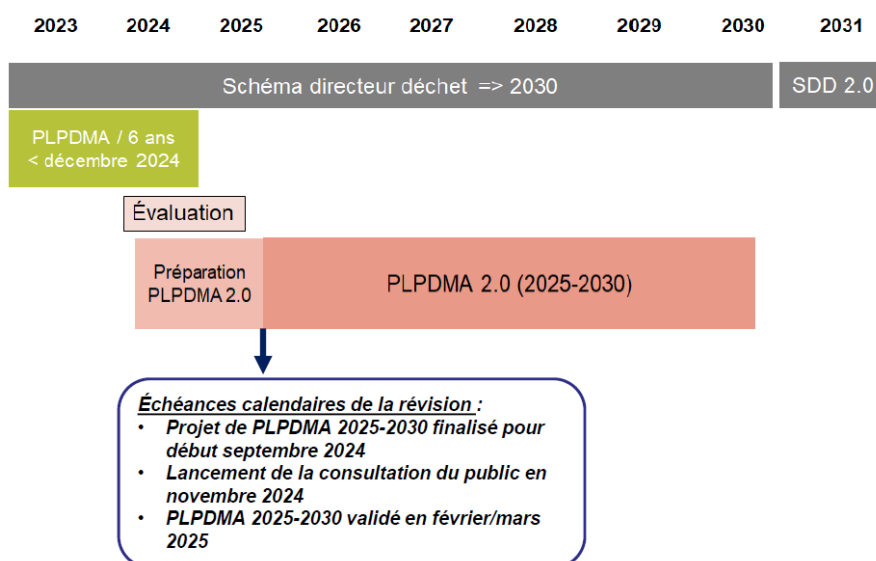 2023 2024 2025 2026 2027 2028 2029 2030 2031
Schéma directeur déchet => 2030
SDD 2.0
PLPDMA / 6 ans
< décembre 2024
Évaluation
Préparation
PLPDMA 2.0
PLPDMA 2.0 (2025-2030)
Échéances calendaires de la révision :
• Projet de PLPDMA 2025-2030 finalisé pour
début septembre 2024
• Lancement de la consultation du public en
novembre 2024
• PLPDMA 2025-2030 validé en février/mars
2025